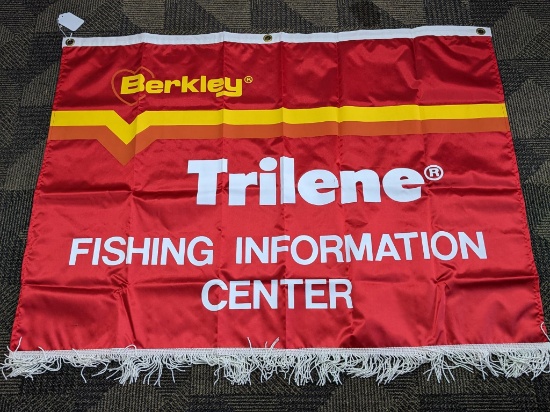 Berkley®
Trilene®
FISHING INFORMATION
CENTER